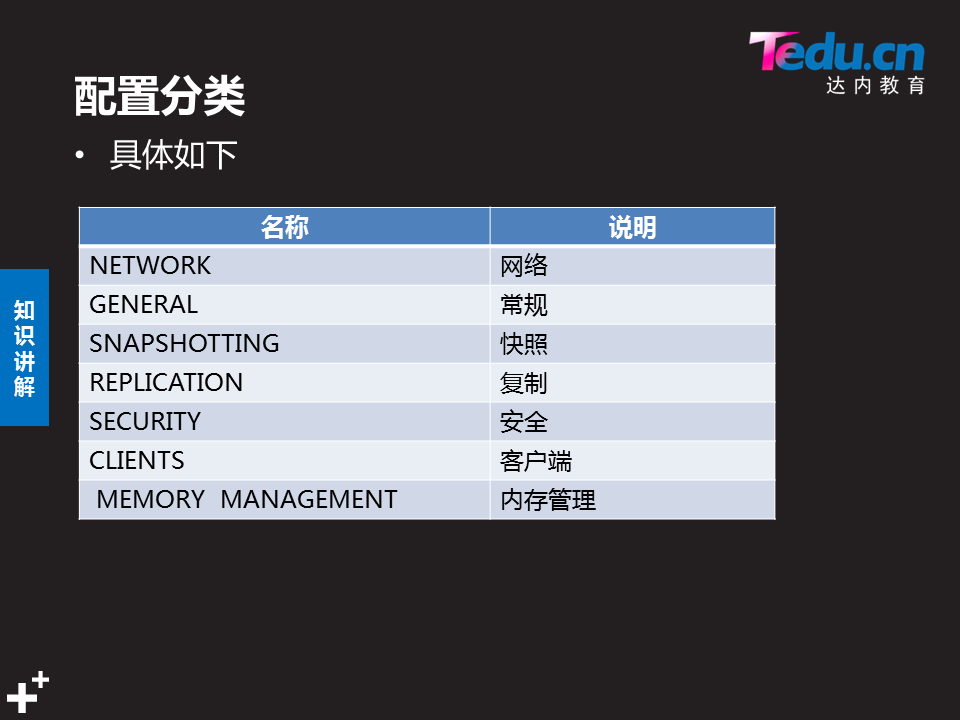 Tedu.cn
达内教育
配置分类
• 具体如下
名称 说明
NETWORK 网络
GENERAL 常规
SNAPSHOTTING 快照
REPLICATION 复制
SECURITY 安全
CLIENTS 客户端
MEMORY MANAGEMENT 内存管理
知识讲解